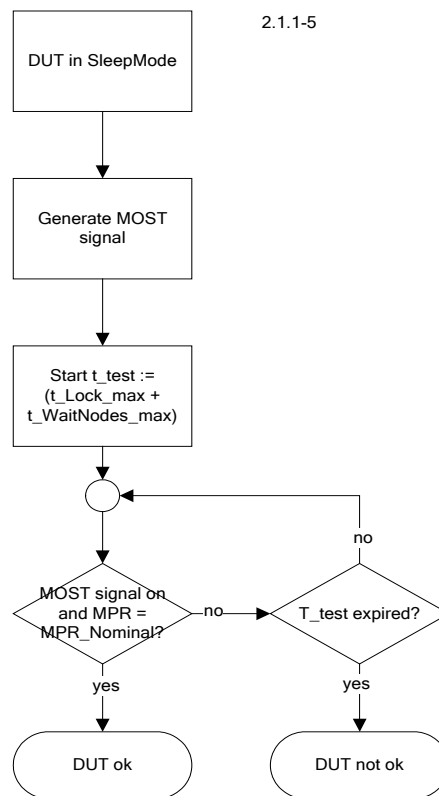 2.1.1-5
DUT in SleepMode
Generate MOST
signal
Start t_test :=
(t_Lock_max +
t_WaitNodes_max)
no
MOST signal on
and MPR =
MPR_Nominal?
no
T_test expired?
yes
yes
DUT ok
DUT not ok